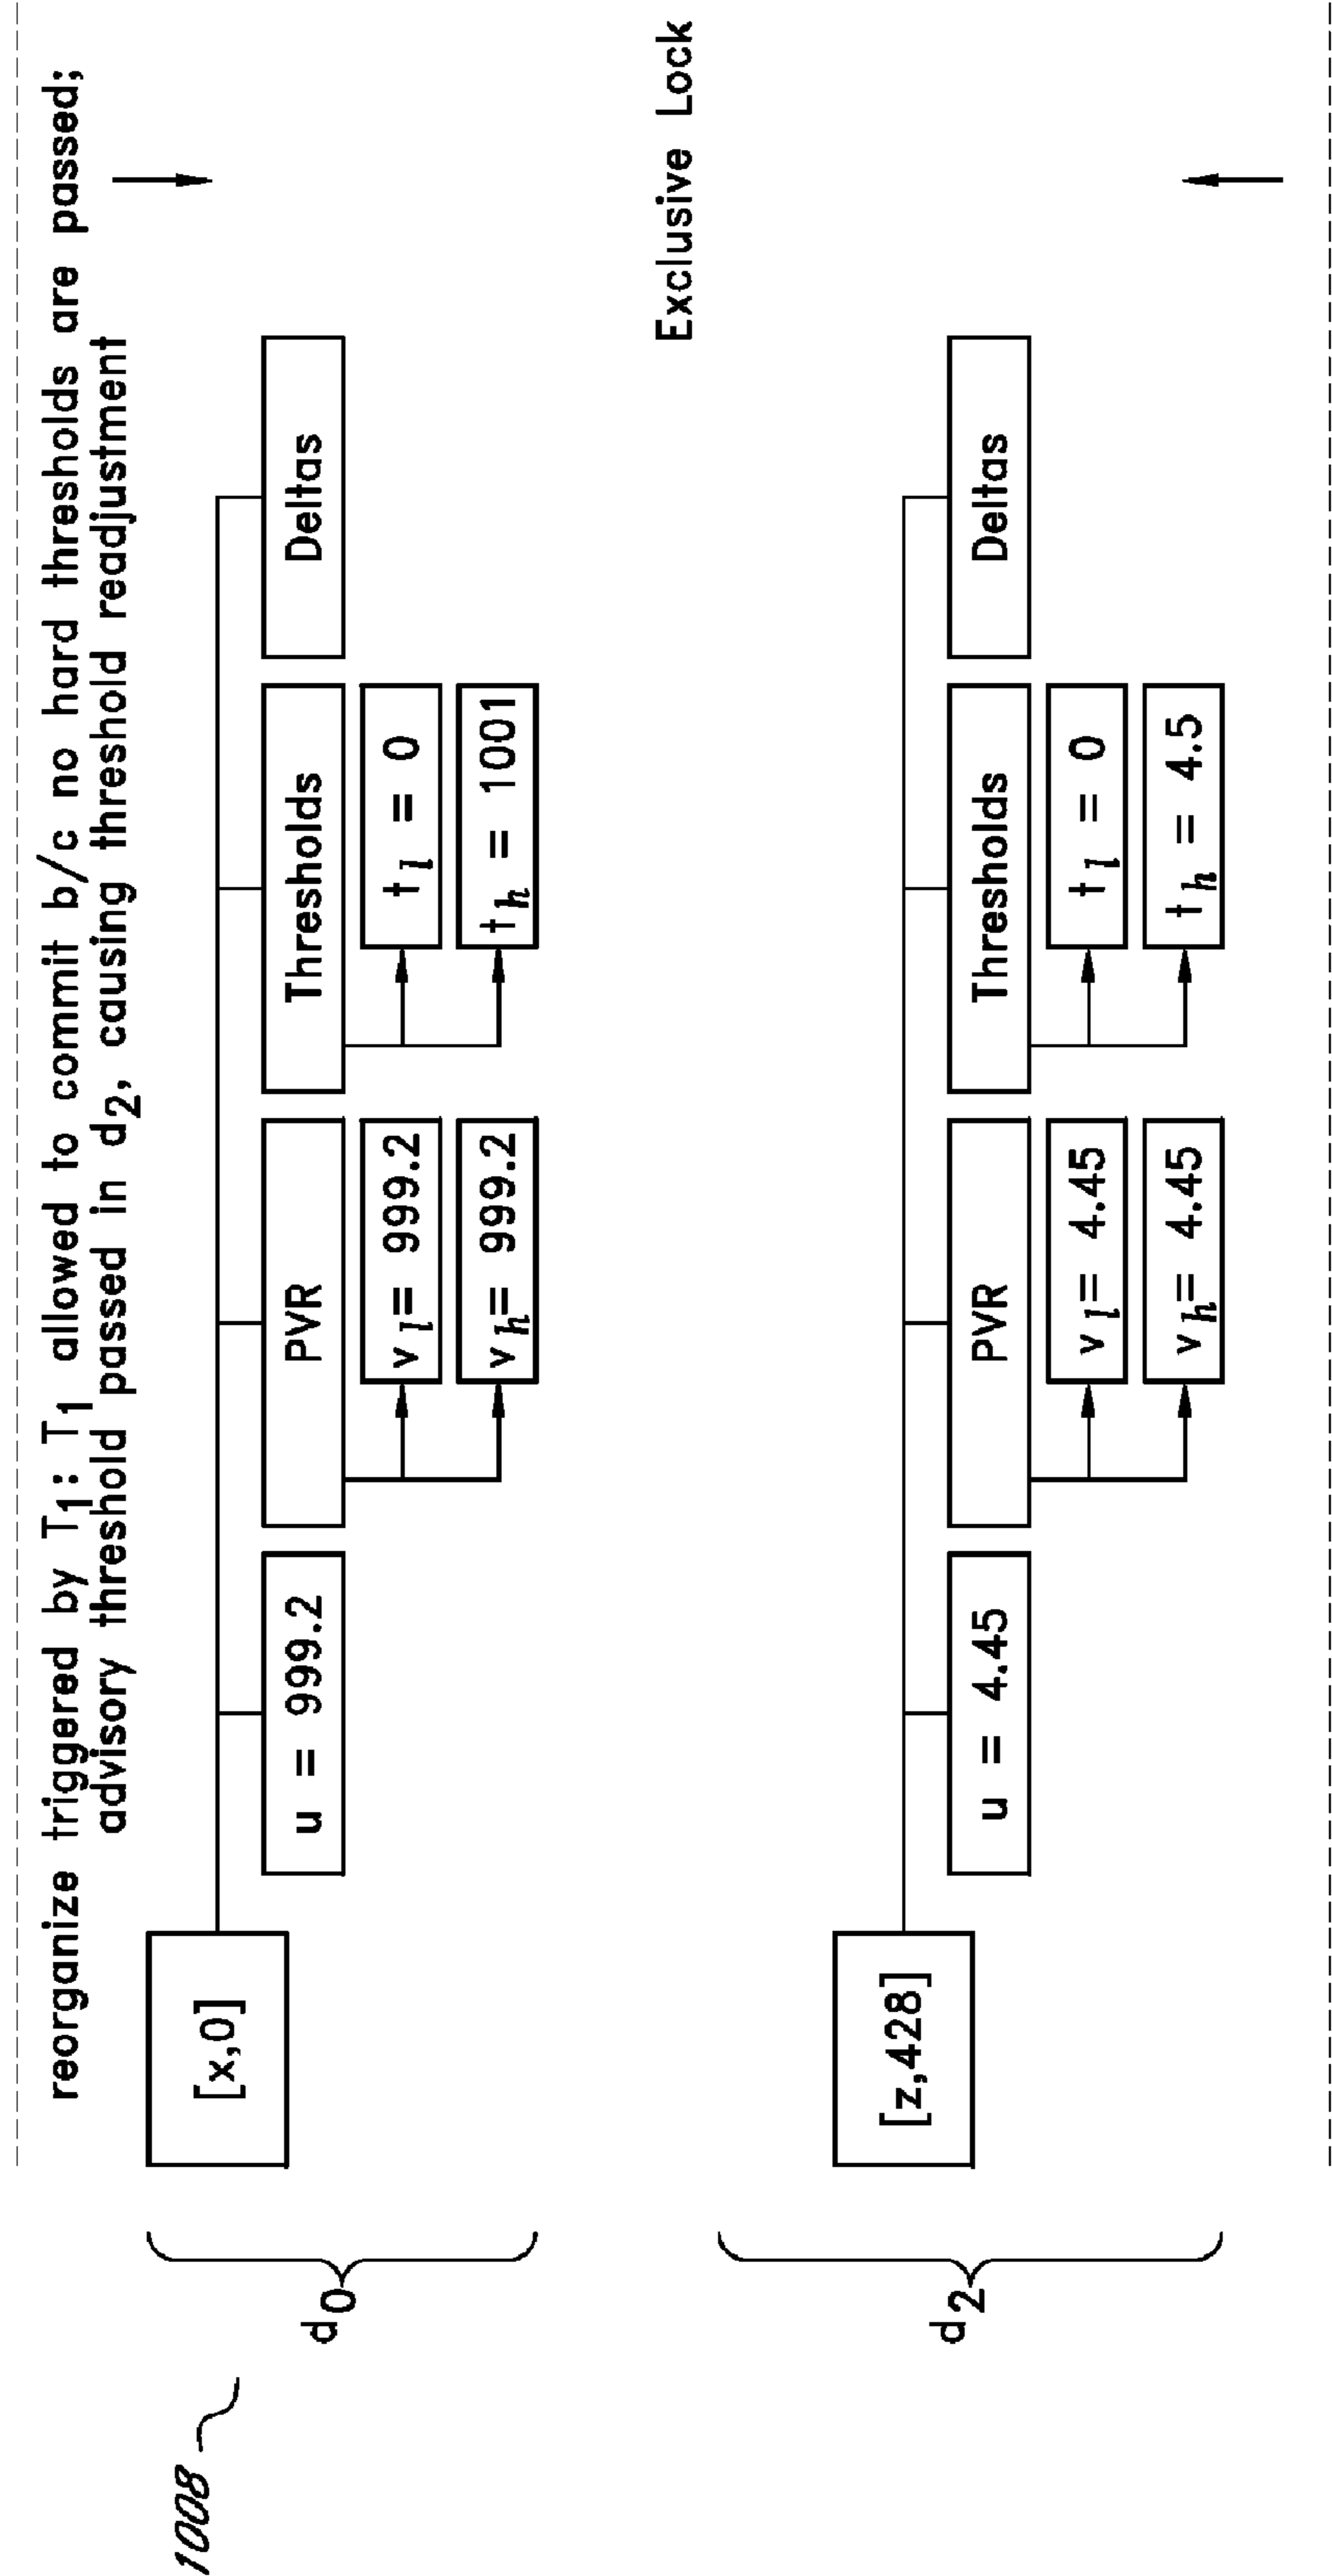 1008
reorganize triggered by T1: T1 allowed to commit b/c no hard thresholds are passed;
advisory threshold passed in d2, causing threshold readjustment
d0
[x,0]
u = 999.2
PVR
vl= 999.2
vh= 999.2
Thresholds
tl = 0
th = 1001
Deltas
Exclusive Lock
d2
[z,428]
u = 4.45
PVR
vl= 4.45
vh= 4.45
Thresholds
tl = 0
th = 4.5
Deltas